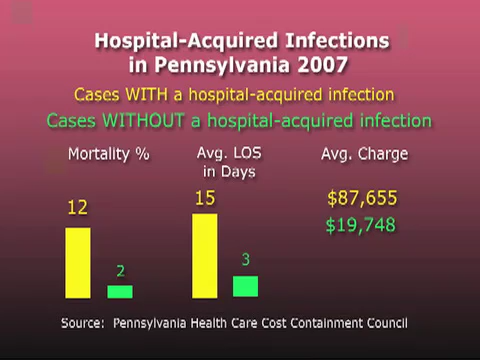 Hospital-Acquired Infections
in Pennsylvania 2007
Cases WITH a hospital-acquired infection
Cases WITHOUT a hospital-acquired infection
Mortality %
Avg. LOS
in Days
Avg. Charge
12
2
15
3
$87,655
$19,748
Source: Pennsylvania Health Care Cost Containment Council